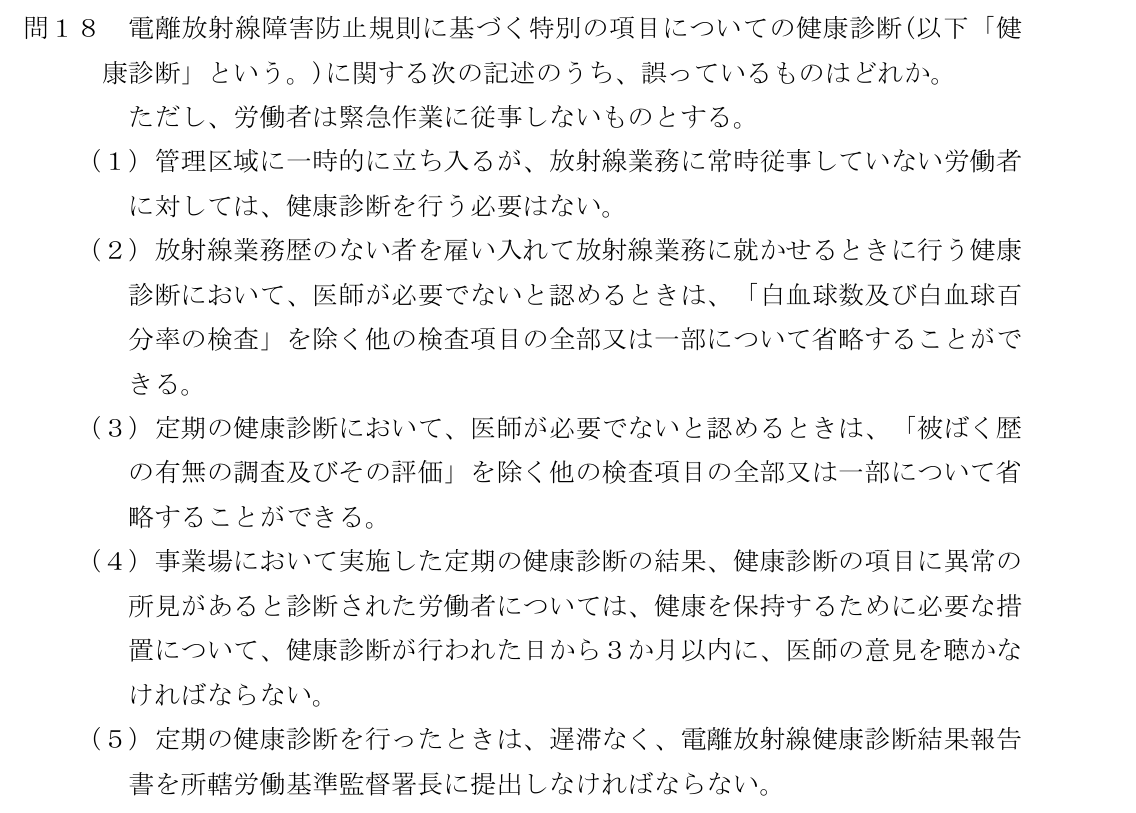 問１８　電離放射線障害防止規則に基づく特別の項目についての健康診断(以下「健
康診断」という。)に関する次の記述のうち、誤っているものはどれか。
ただし、労働者は緊急作業に従事しないものとする。
（１）管理区域に一時的に立ち入るが、放射線業務に常時従事していない労働者
に対しては、健康診断を行う必要はない。
（２）放射線業務歴のない者を雇い入れて放射線業務に就かせるときに行う健康
診断において、医師が必要でないと認めるときは、「白血球数及び白血球百
分率の検査」を除く他の検査項目の全部又は一部について省略することがで
きる。
（３）定期の健康診断において、医師が必要でないと認めるときは、「被ばく歴
の有無の調査及びその評価」を除く他の検査項目の全部又は一部について省
略することができる。
（４）事業場において実施した定期の健康診断の結果、健康診断の項目に異常の
所見があると診断された労働者については、健康を保持するために必要な措
置について、健康診断が行われた日から３か月以内に、医師の意見を聴かな
ければならない。
（５）定期の健康診断を行ったときは、遅滞なく、電離放射線健康診断結果報告
書を所轄労働基準監督署長に提出しなければならない。